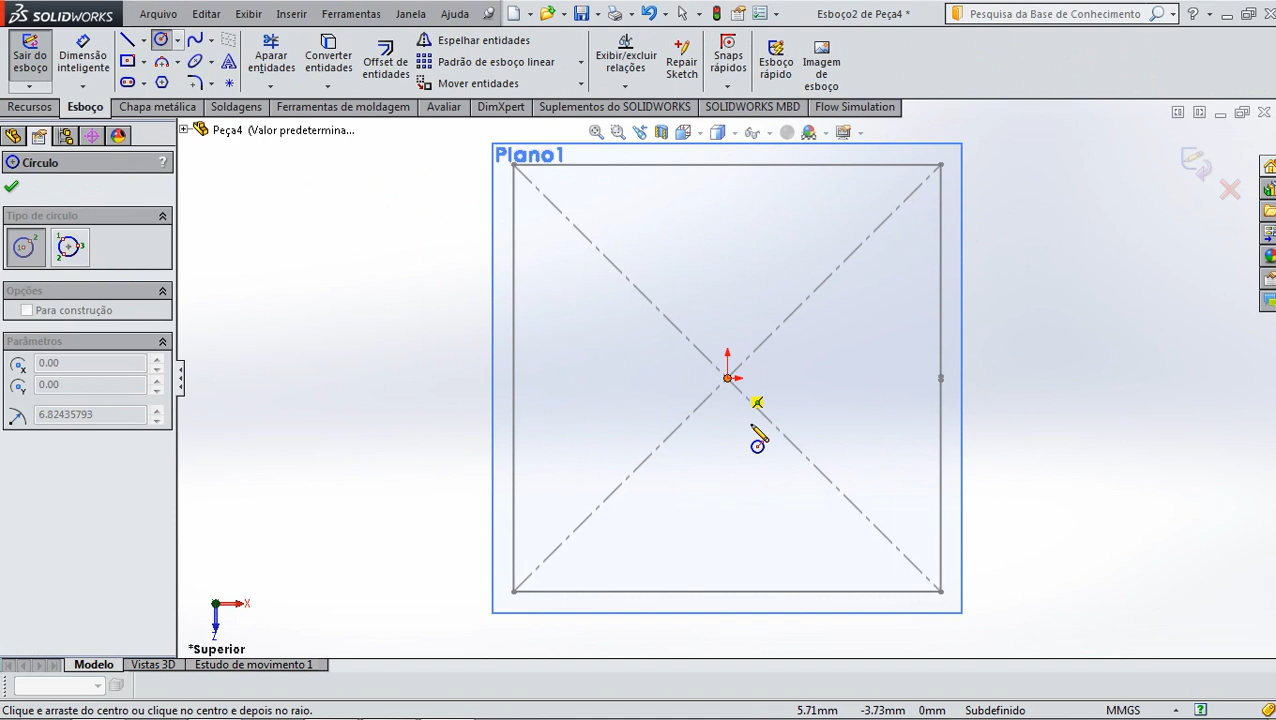 SOLIDWORKS
Arquivo
Editar
Exibir
Inserir
Ferramentas
Janela
Ajuda
Esboço2 de Peça4 *
Pesquisa da Base de Conhecimento
Sair do esboço
Dimensão inteligente
Aparar entidades
Converter entidades
Offset de entidades
Espelhar entidades
Padrão de esboço linear
Mover entidades
Exibir/excluir relações
Repair Sketch
Snaps rápidos
Esboço rápido
Imagem de esboço
Recursos
Esboço
Chapa metálica
Soldagens
Ferramentas de moldagem
Avaliar
DimXpert
Suplementos do SOLIDWORKS
SOLIDWORKS MBD
Flow Simulation
Peça4 (Valor predetermina...
Círculo
?
Tipo de círculo
Opções
Para construção
Parâmetros
0.00
0.00
6.82435793
Plano1
X
Z
*Superior
Modelo
Vistas 3D
Estudo de movimento 1
Clique e arraste do centro ou clique no centro e depois no raio.
5.71mm
-3.73mm
0mm
Subdefinido
MMGS